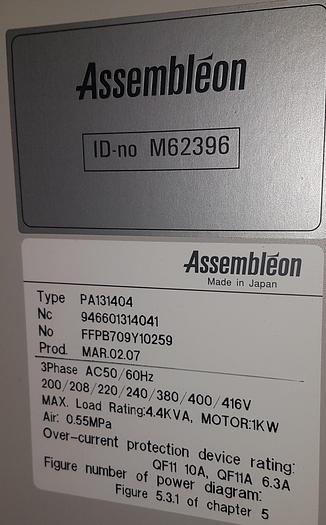 Assembléon
ID-no M62396
Assembléon
Made in Japan
Type PA131404
Nc 946601314041
No FFPB709Y10259
Prod. MAR.02.07
3Phase AC50/60Hz
200/208/220/240/380/400/416V
MAX. Load Rating:4.4KVA, MOTOR:1KW
Air: 0.55MPa
Over-current protection device rating:
QF11 10A, QF11A 6.3A
Figure number of power diagram:
Figure 5.3.1 of chapter 5